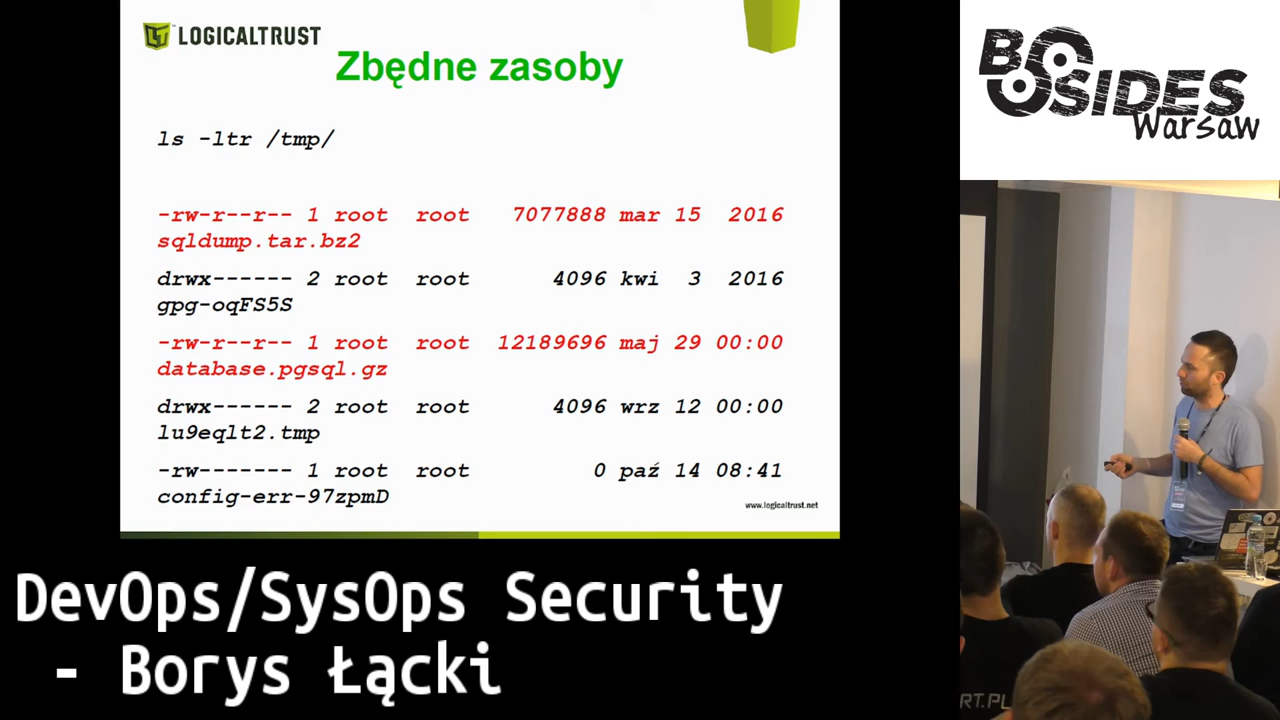 LOGICALTRUST
Zbędne zasoby
ls -ltr /tmp/
-rw-r--r-- 1 root root 7077888 mar 15 2016
sqldump.tar.bz2
drwx------ 2 root root 4096 kwi 3 2016
gpg-oqFS5S
-rw-r--r-- 1 root root 12189696 maj 29 00:00
database.pgsql.gz
drwx------ 2 root root 4096 wrz 12 00:00
lu9eqlt2.tmp
-rw------- 1 root root 0 paź 14 08:41
config-err-97zpmD
www.logicaltrust.net
BSIDES
Warsaw
DevOps/SysOps Security
- Borys Łącki
RT.PL